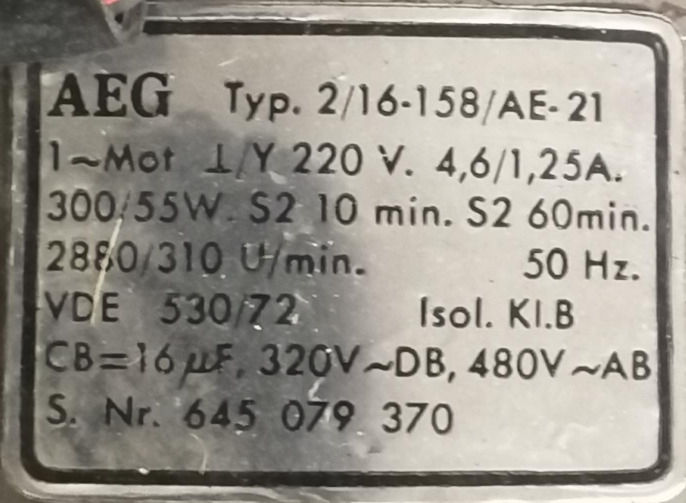 AEG Typ. 2/16-158/AE-21
1~Mot ⊥/Y 220 V. 4,6/1,25A.
300/55W. S2 10 min. S2 60min.
2880/310 U/min. 50 Hz.
VDE 530/72 Isol. Kl.B
CB=16µF, 320V~DB, 480V~AB
S. Nr. 645 079 370